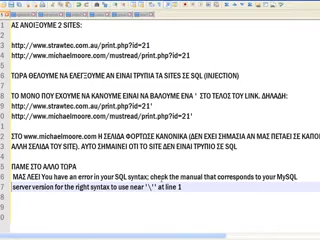 ΑΣ ΑΝΟΙΞΟΥΜΕ 2 SITES:
http://www.strawtec.com.au/print.php?id=21
http://www.michaelmoore.com/mustread/print.php?id=21
ΤΩΡΑ ΘΕΛΟΥΜΕ ΝΑ ΕΛΕΓΞΟΥΜΕ ΑΝ ΕΙΝΑΙ ΤΡΥΠΙΑ ΤΑ SITES ΣΕ SQL (INJECTION)
ΤΟ ΜΟΝΟ ΠΟΥ ΕΧΟΥΜΕ ΝΑ ΚΑΝΟΥΜΕ ΕΙΝΑΙ ΝΑ ΒΑΛΟΥΜΕ ΕΝΑ ' ΣΤΟ ΤΕΛΟΣ ΤΟΥ LINK. ΔΗΛΑΔΗ:
http://www.strawtec.com.au/print.php?id=21'
http://www.michaelmoore.com/mustread/print.php?id=21'
ΣΤΟ www.michaelmoore.com Η ΣΕΛΙΔΑ ΦΟΡΤΩΣΕ ΚΑΝΟΝΙΚΑ (ΔΕΝ ΕΧΕΙ ΣΗΜΑΣΙΑ ΑΝ ΜΑΣ ΠΕΤΑΞΕΙ ΣΕ ΚΑΠΟΙ
ΑΛΛΗ ΣΕΛΙΔΑ ΤΟΥ SITE). ΑΥΤΟ ΣΗΜΑΙΝΕΙ ΟΤΙ ΤΟ SITE ΔΕΝ ΕΙΝΑΙ ΤΡΥΠΙΟ ΣΕ SQL
ΠΑΜΕ ΣΤΟ ΑΛΛΟ ΤΩΡΑ
ΜΑΣ ΛΕΕΙ You have an error in your SQL syntax; check the manual that corresponds to your MySQL
server version for the right syntax to use near '\'' at line 1